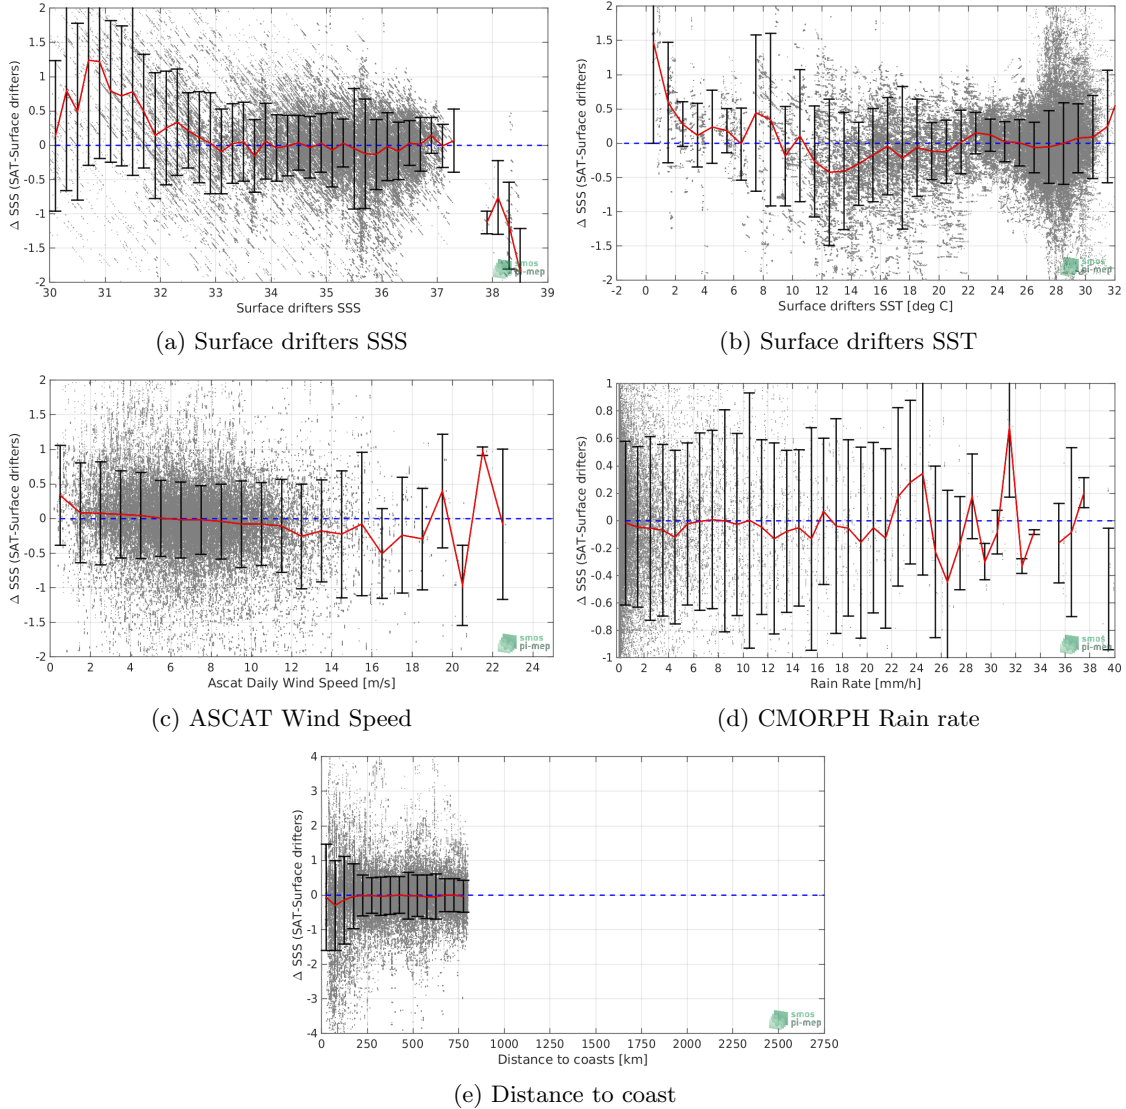 2
1.5
1
0.5
0
-0.5
-1
-1.5
-2
Δ SSS (SAT-Surface drifters)
30 31 32 33 34 35 36 37 38 39
Surface drifters SSS
smos
pi-mep
(a) Surface drifters SSS
2
1.5
1
0.5
0
-0.5
-1
-1.5
-2
Δ SSS (SAT-Surface drifters)
-2 0 2 4 6 8 10 12 14 16 18 20 22 24 26 28 30 32
Surface drifters SST [deg C]
smos
pi-mep
(b) Surface drifters SST
2
1.5
1
0.5
0
-0.5
-1
-1.5
-2
Δ SSS (SAT-Surface drifters)
0 2 4 6 8 10 12 14 16 18 20 22 24
Ascat Daily Wind Speed [m/s]
smos
pi-mep
(c) ASCAT Wind Speed
1
0.8
0.6
0.4
0.2
0
-0.2
-0.4
-0.6
-0.8
-1
Δ SSS (SAT-Surface drifters)
0 2 4 6 8 10 12 14 16 18 20 22 24 26 28 30 32 34 36 38 40
Rain Rate [mm/h]
smos
pi-mep
(d) CMORPH Rain rate
4
3
2
1
0
-1
-2
-3
-4
Δ SSS (SAT-Surface drifters)
0 250 500 750 1000 1250 1500 1750 2000 2250 2500 2750
Distance to coasts [km]
smos
pi-mep
(e) Distance to coast